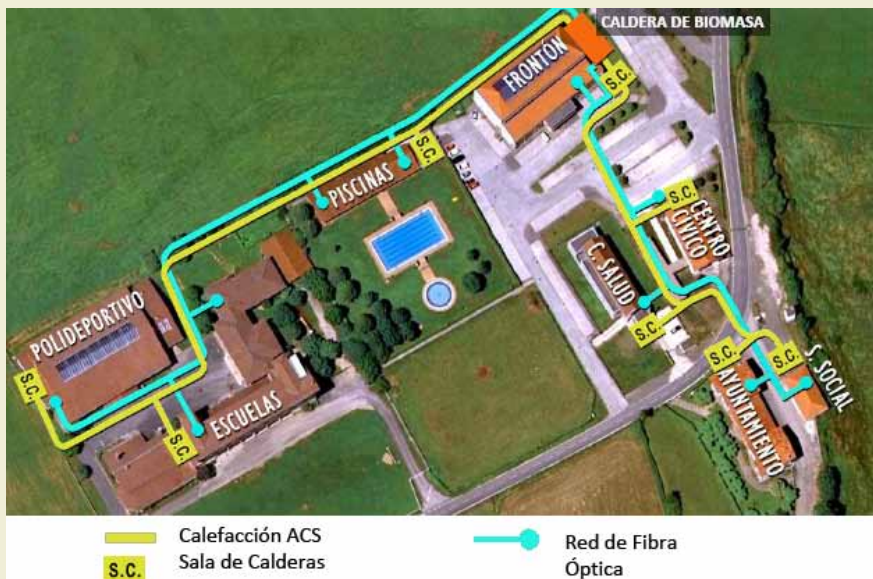 CALDERA DE BIOMASA
FRONTÓN
S.C.
S.C.
PISCINAS
S.C.
CENTRO
CÍVICO
C. SALUD
POLIDEPORTIVO
S.C.
S.C.
S.C.
S.C.
S. SOCIAL
AYUNTAMIENTO
ESCUELAS
S.C.
Calefacción ACS
S.C. Sala de Calderas
Red de Fibra
Óptica